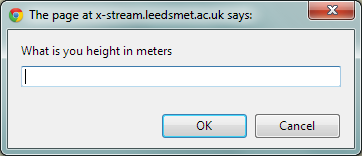 The page at x-stream.leedsmet.ac.uk says:
What is you height in meters
OK Cancel